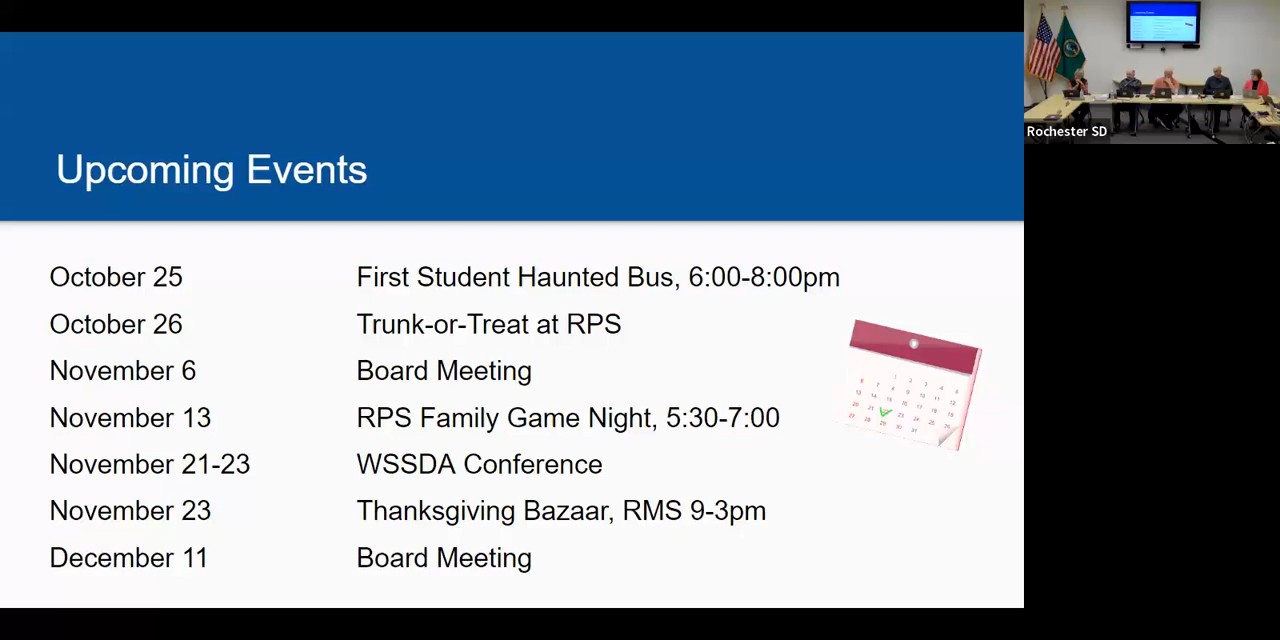 Upcoming Events
October 25 First Student Haunted Bus, 6:00-8:00pm
October 26 Trunk-or-Treat at RPS
November 6 Board Meeting
November 13 RPS Family Game Night, 5:30-7:00
November 21-23 WSSDA Conference
November 23 Thanksgiving Bazaar, RMS 9-3pm
December 11 Board Meeting
Rochester SD